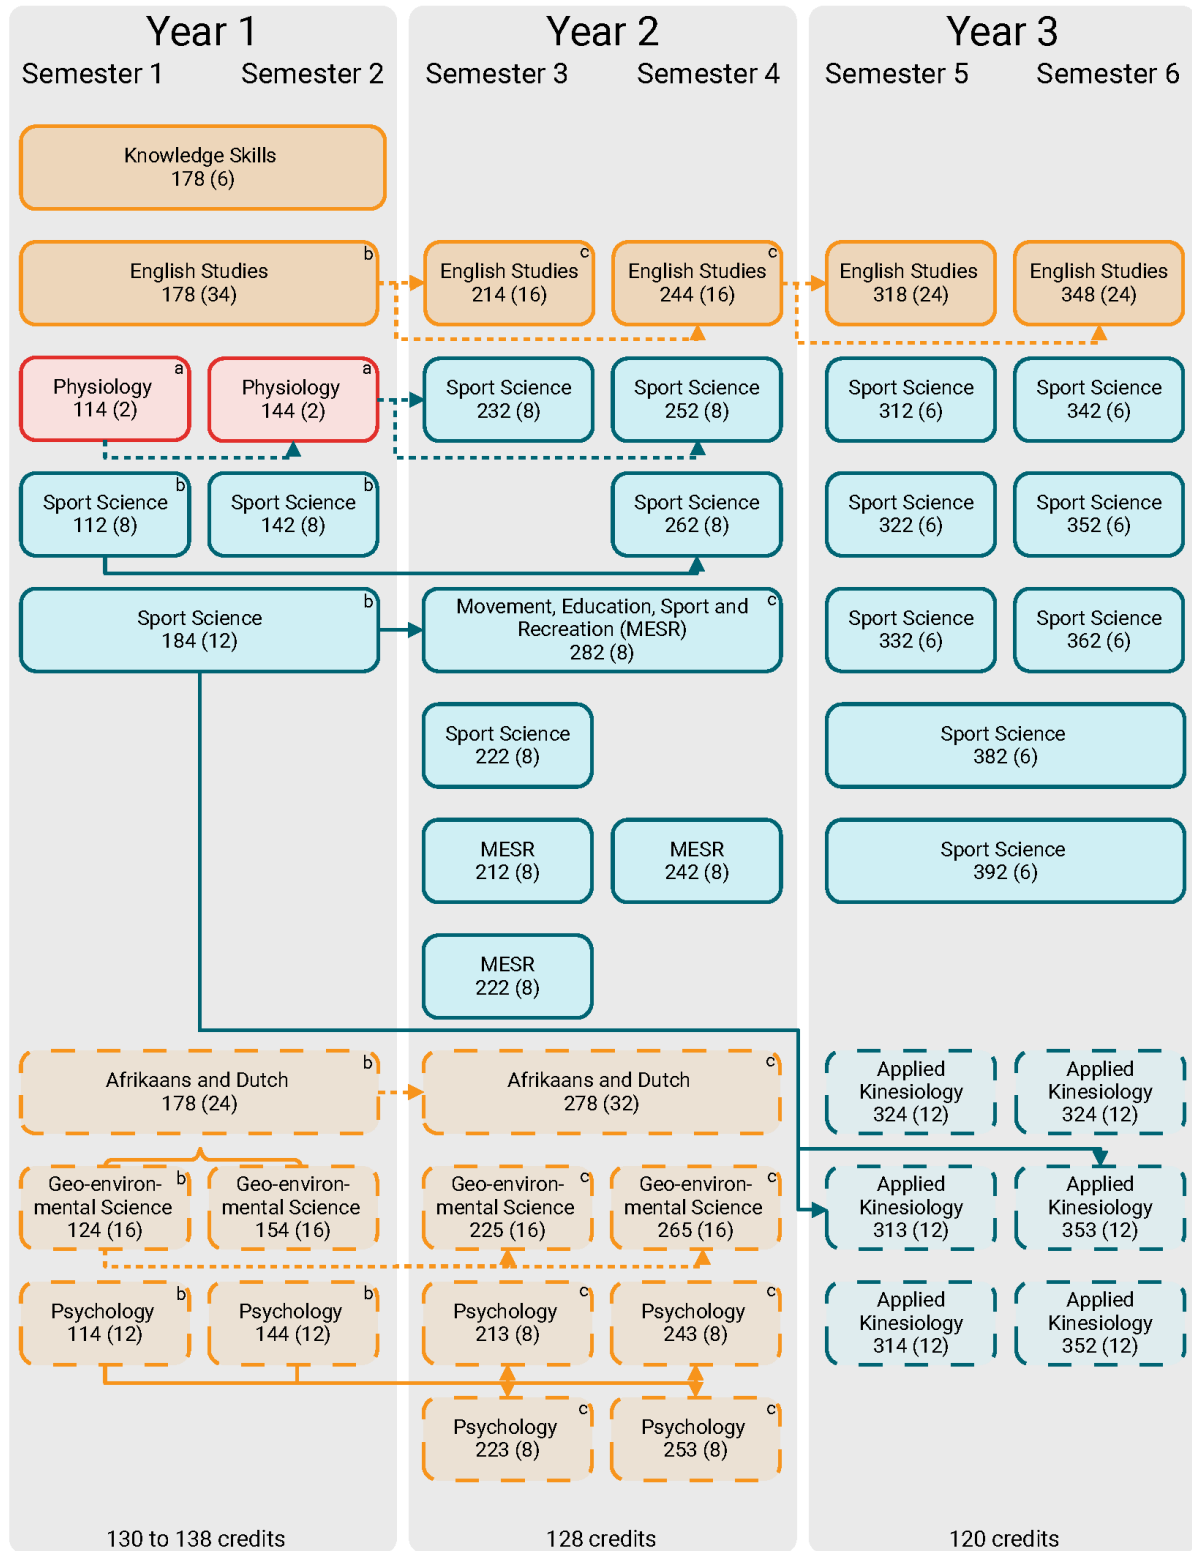 Year 1
Year 2
Year 3
Semester 1
Semester 2
Semester 3
Semester 4
Semester 5
Semester 6
Knowledge Skills
178 (6)
b
English Studies
178 (34)
c
English Studies
214 (16)
c
English Studies
244 (16)
English Studies
318 (24)
English Studies
348 (24)
a
Physiology
114 (2)
a
Physiology
144 (2)
Sport Science
232 (8)
Sport Science
252 (8)
Sport Science
312 (6)
Sport Science
342 (6)
b
Sport Science
112 (8)
b
Sport Science
142 (8)
Sport Science
262 (8)
Sport Science
322 (6)
Sport Science
352 (6)
b
Sport Science
184 (12)
c
Movement, Education, Sport and
Recreation (MESR)
282 (8)
Sport Science
332 (6)
Sport Science
362 (6)
Sport Science
222 (8)
Sport Science
382 (6)
MESR
212 (8)
MESR
242 (8)
Sport Science
392 (6)
MESR
222 (8)
b
Afrikaans and Dutch
178 (24)
c
Afrikaans and Dutch
278 (32)
Applied
Kinesiology
324 (12)
Applied
Kinesiology
324 (12)
b
Geo-environ-
mental Science
124 (16)
Geo-environ-
mental Science
154 (16)
c
Geo-environ-
mental Science
225 (16)
c
Geo-environ-
mental Science
265 (16)
Applied
Kinesiology
313 (12)
Applied
Kinesiology
353 (12)
b
Psychology
114 (12)
b
Psychology
144 (12)
c
Psychology
213 (8)
c
Psychology
243 (8)
Applied
Kinesiology
314 (12)
Applied
Kinesiology
352 (12)
c
Psychology
223 (8)
c
Psychology
253 (8)
130 to 138 credits
128 credits
120 credits